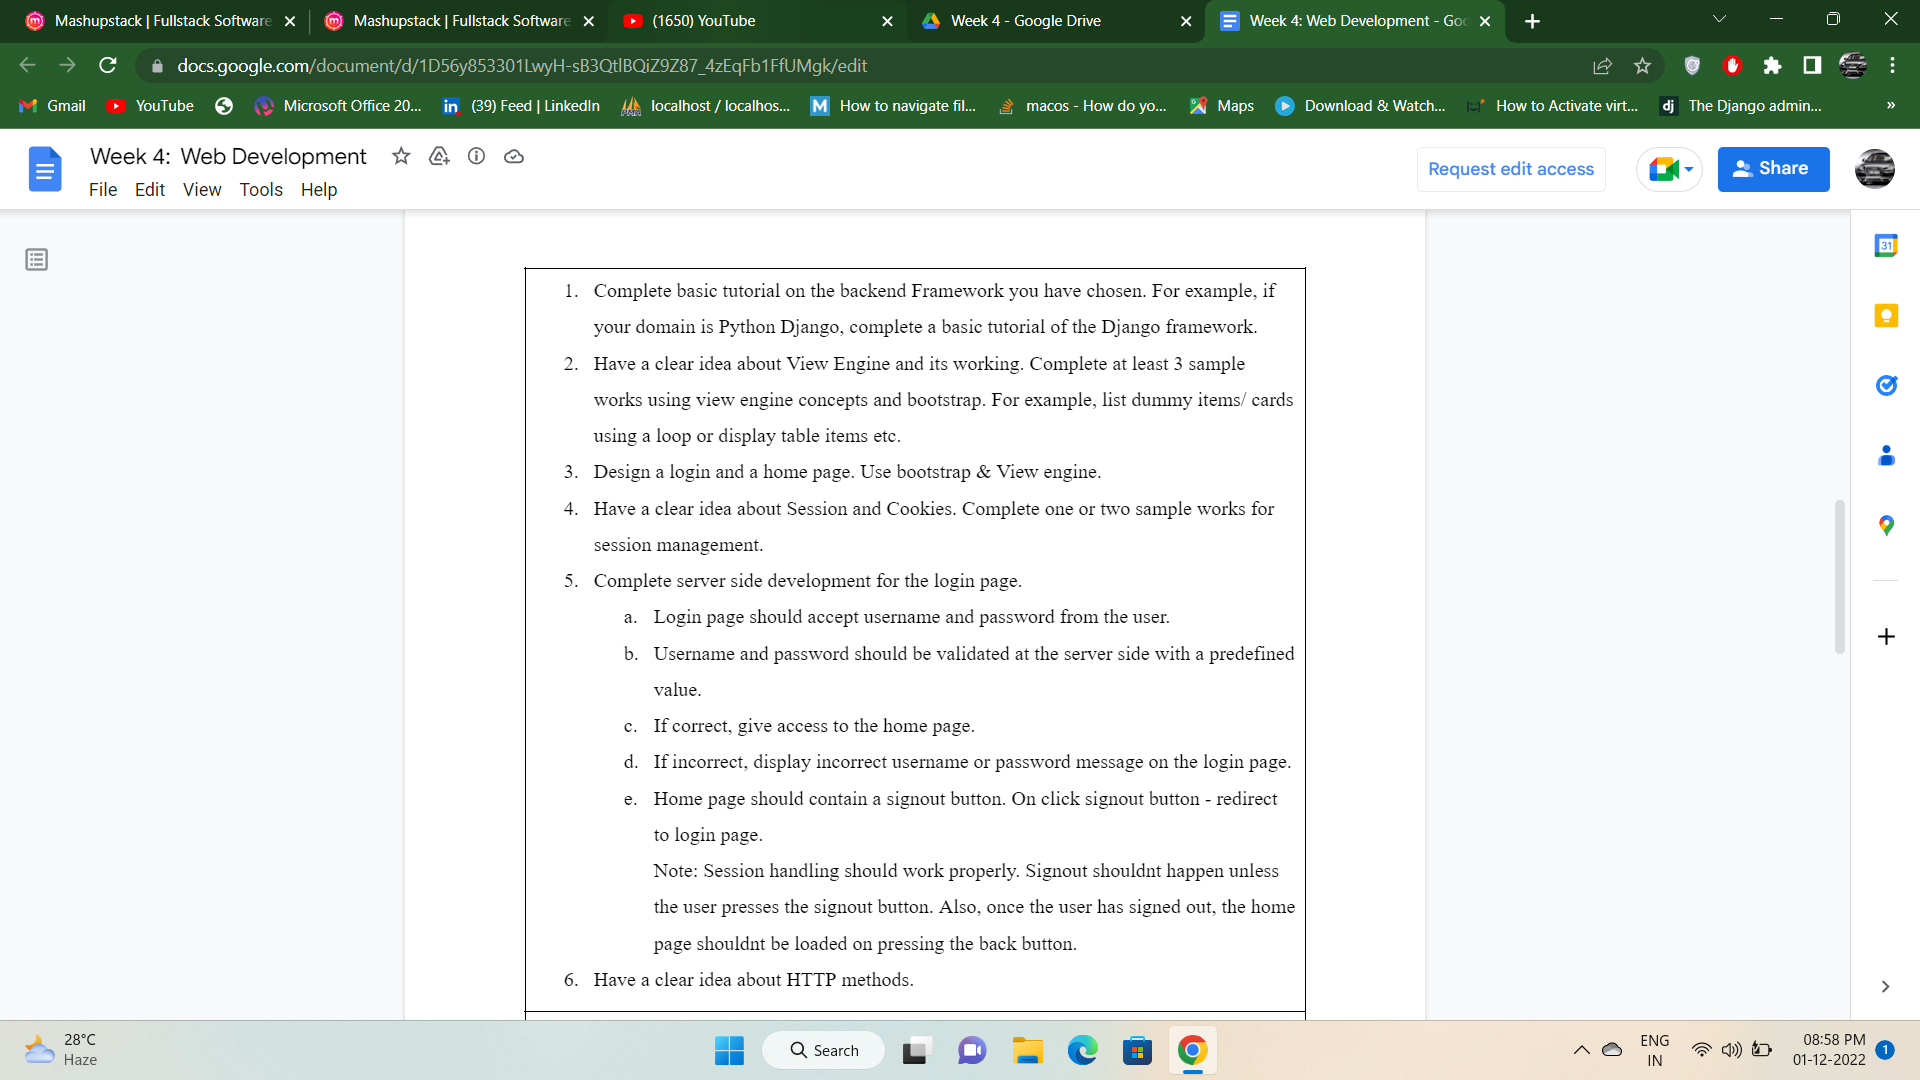 Mashupstack | Fullstack Software
Mashupstack | Fullstack Software
(1650) YouTube
Week 4 - Google Drive
Week 4: Web Development - Goo
docs.google.com/document/d/1D56y853301LwyH-sB3QtlBQiZ9Z87_4zEqFb1FfUMgk/edit
Gmail
YouTube
Microsoft Office 20...
(39) Feed | LinkedIn
localhost / localhos...
How to navigate fil...
macos - How do yo...
Maps
Download & Watch...
How to Activate virt...
The Django admin...
Week 4: Web Development
File Edit View Tools Help
Request edit access
Share
1. Complete basic tutorial on the backend Framework you have chosen. For example, if
your domain is Python Django, complete a basic tutorial of the Django framework.
2. Have a clear idea about View Engine and its working. Complete at least 3 sample
works using view engine concepts and bootstrap. For example, list dummy items/ cards
using a loop or display table items etc.
3. Design a login and a home page. Use bootstrap & View engine.
4. Have a clear idea about Session and Cookies. Complete one or two sample works for
session management.
5. Complete server side development for the login page.
a. Login page should accept username and password from the user.
b. Username and password should be validated at the server side with a predefined
value.
c. If correct, give access to the home page.
d. If incorrect, display incorrect username or password message on the login page.
e. Home page should contain a signout button. On click signout button - redirect
to login page.
Note: Session handling should work properly. Signout shouldnt happen unless
the user presses the signout button. Also, once the user has signed out, the home
page shouldnt be loaded on pressing the back button.
6. Have a clear idea about HTTP methods.
31
28°C
Haze
Search
ENG
IN
08:58 PM
01-12-2022
1